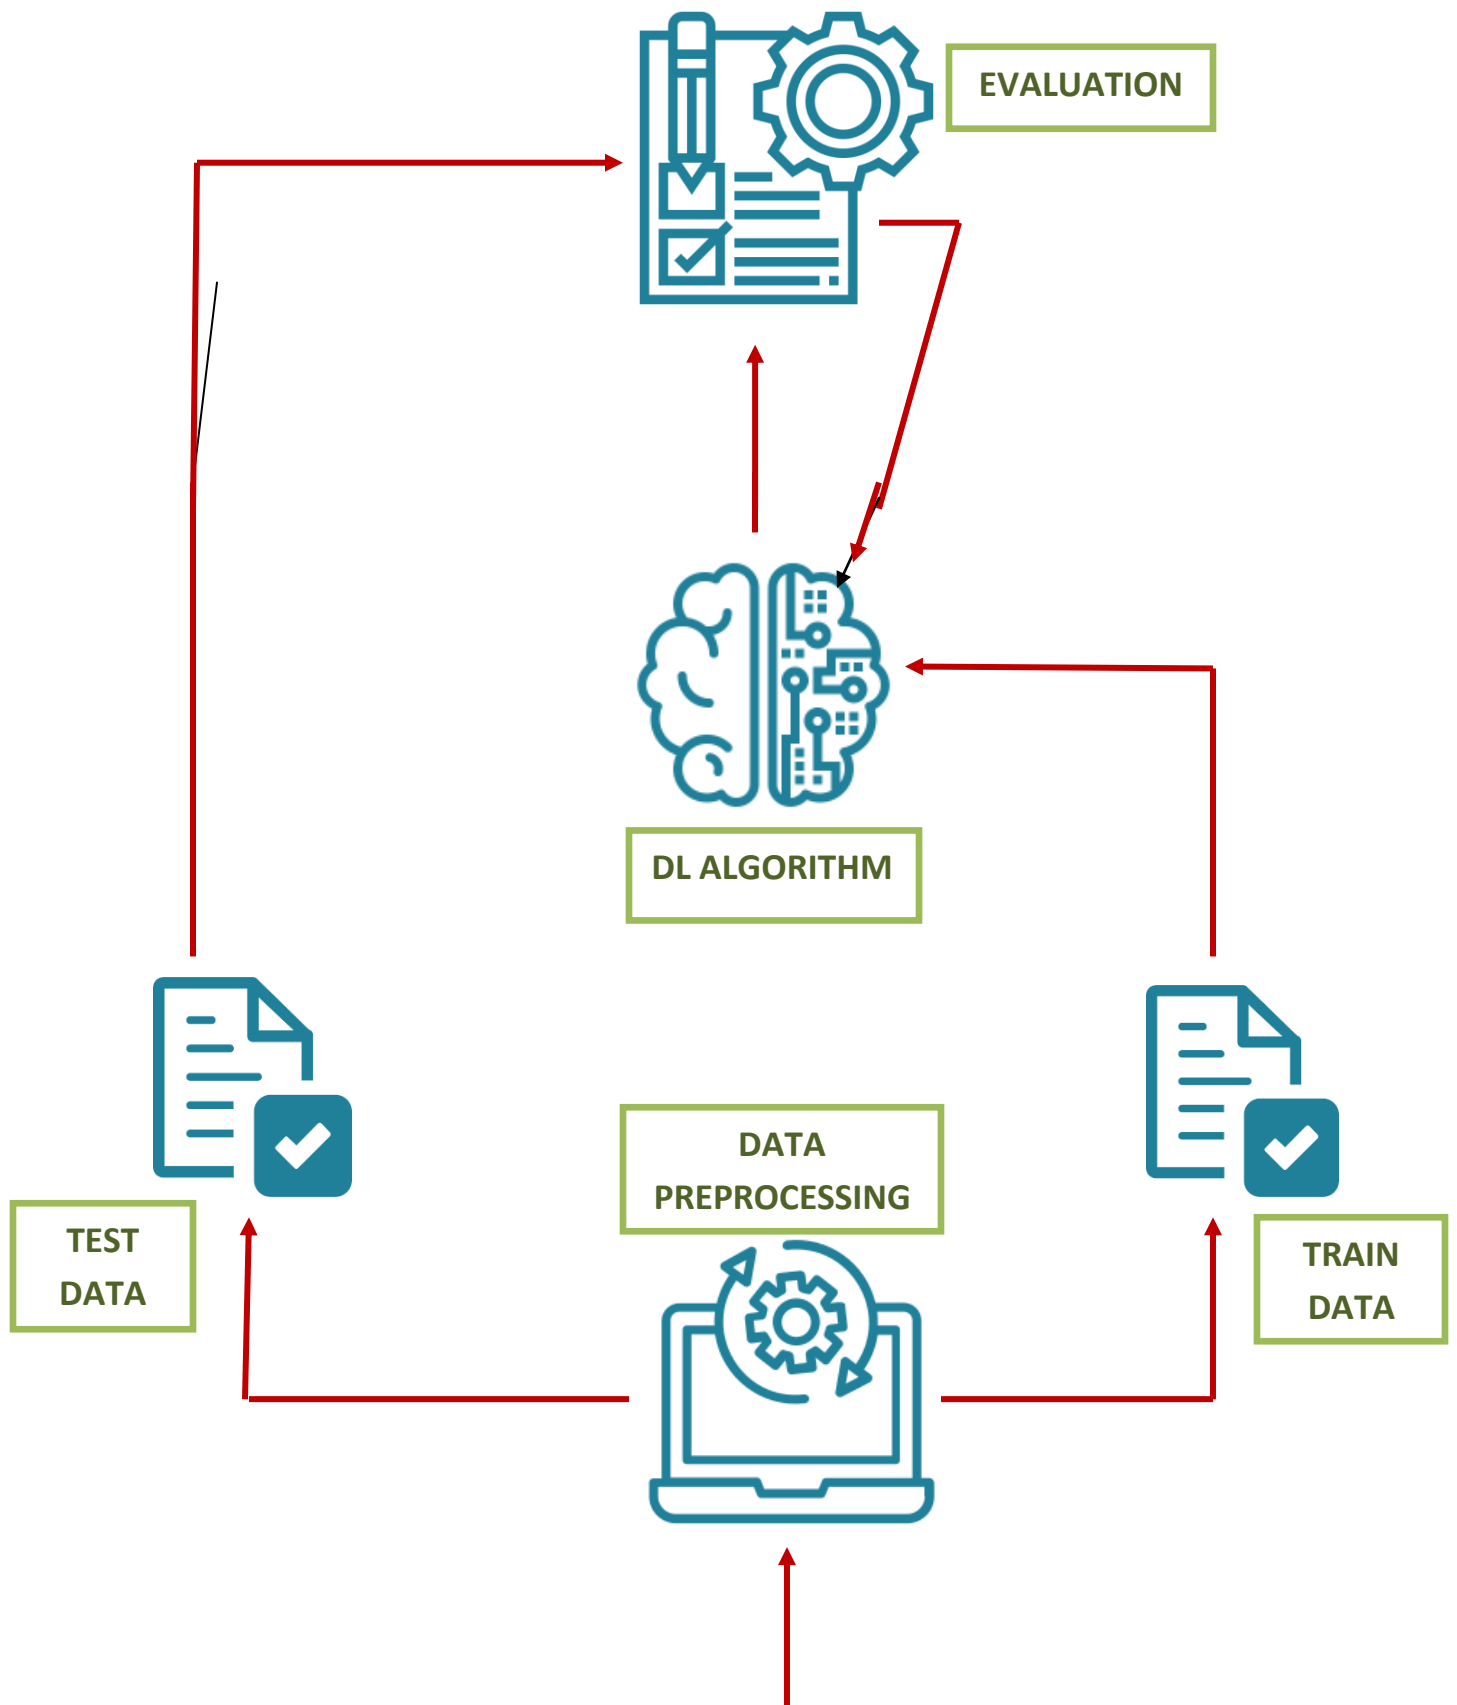 EVALUATION
DL ALGORITHM
DATA
PREPROCESSING
TEST
DATA
TRAIN
DATA